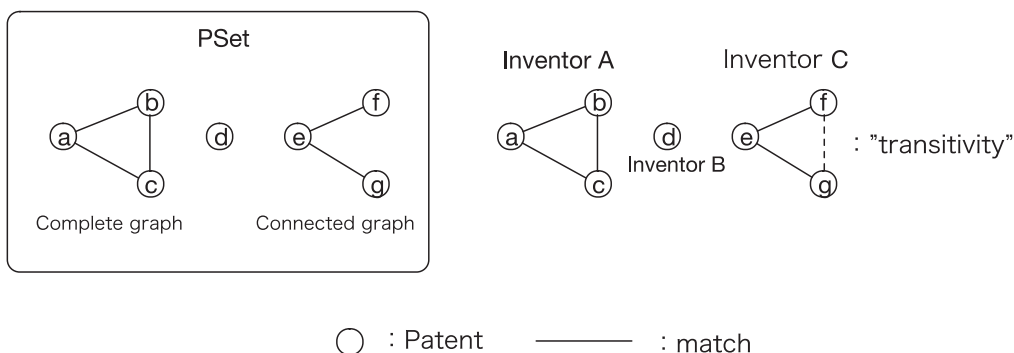 PSet
b
a
c
d
f
e
g
Complete graph
Connected graph
Inventor A
b
a
c
d
Inventor B
Inventor C
f
e
g
: "transitivity"
: Patent
: match